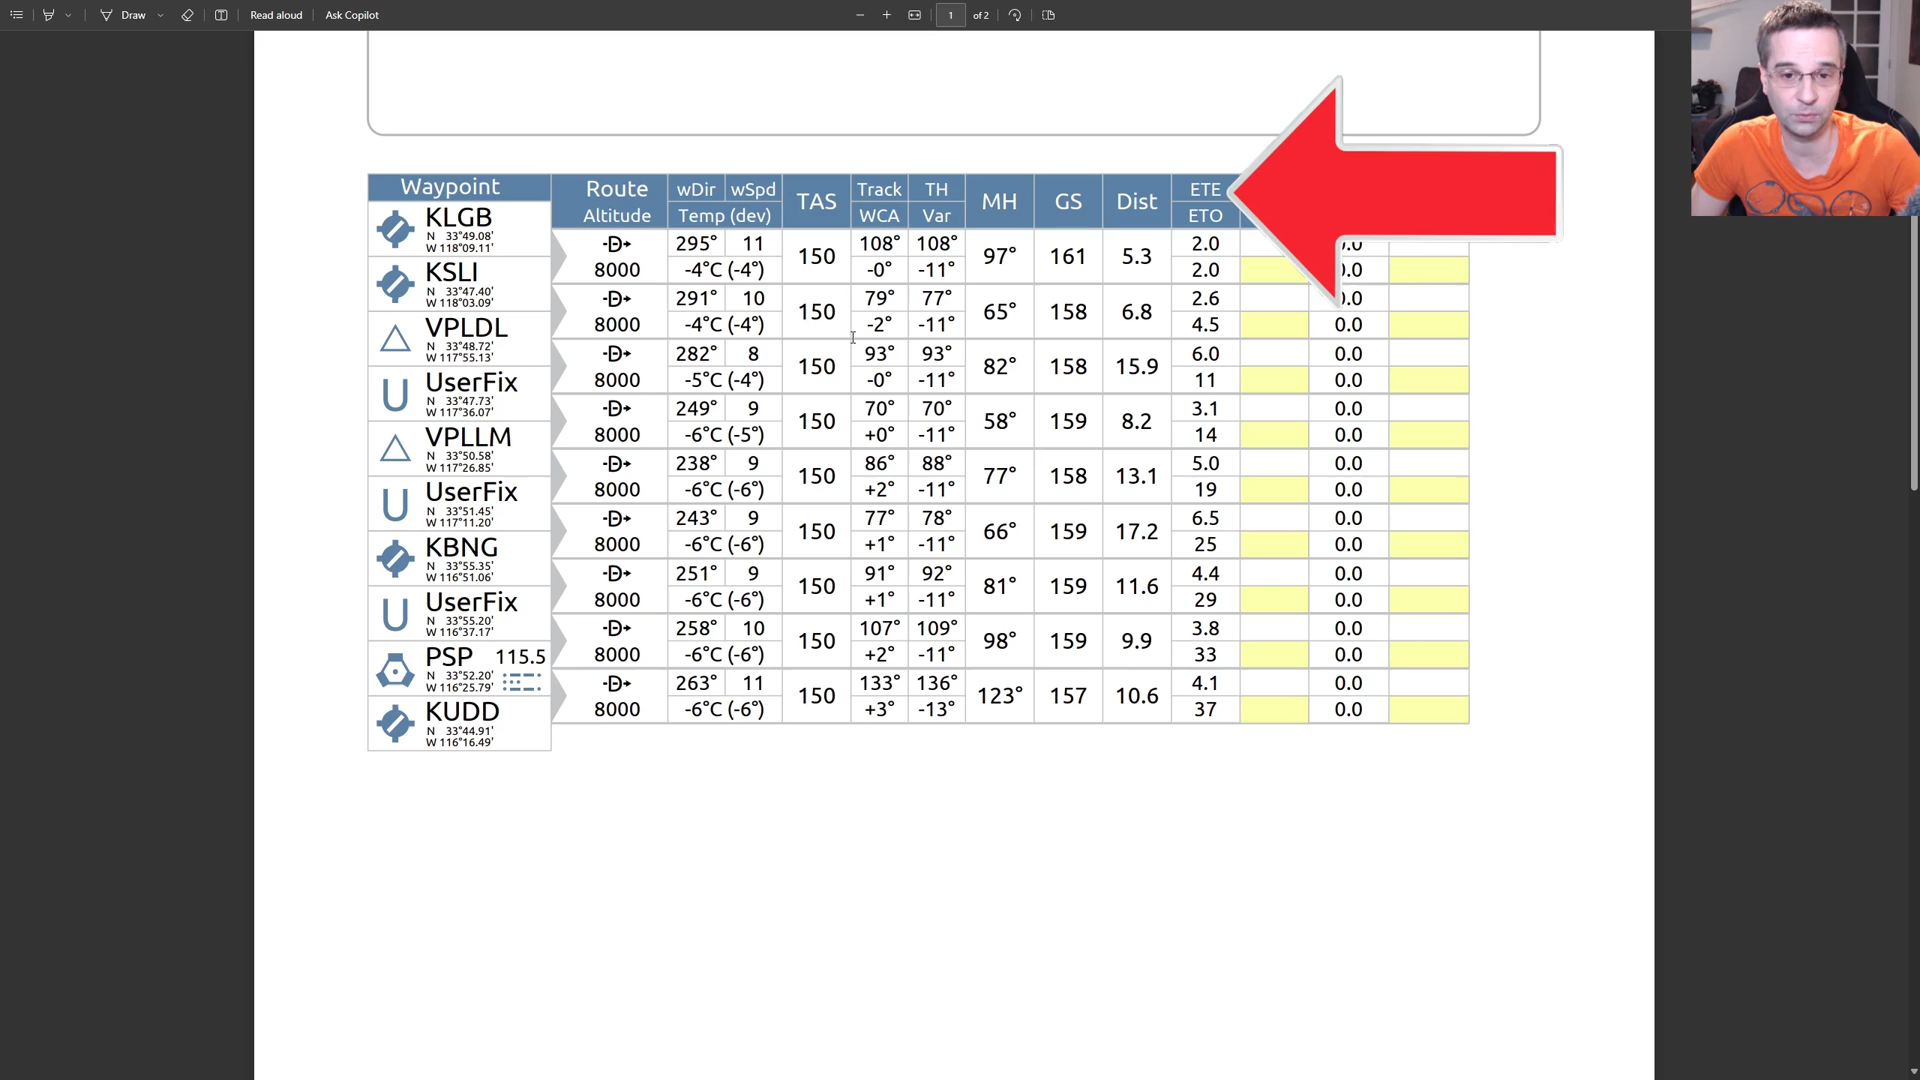 Draw Read aloud Ask Copilot 1 of 2
Waypoint Route wDir wSpd TAS Track TH MH GS Dist ETE
Altitude Temp (dev) WCA Var ETO
KLGB
N 33°49.08'
W 118°09.11'
-D→ 295° 11 150 108° 108° 97° 161 5.3 2.0
8000 -4°C (-4°) -0° -11° 2.0
KSLI
N 33°47.40'
W 118°03.09'
-D→ 291° 10 150 79° 77° 65° 158 6.8 2.6
8000 -4°C (-4°) -2° -11° 4.5 0.0
VPLDL
N 33°48.72'
W 117°55.13'
-D→ 282° 8 150 93° 93° 82° 158 15.9 6.0
8000 -5°C (-4°) -0° -11° 11 0.0
UserFix
N 33°47.73'
W 117°36.07'
-D→ 249° 9 150 70° 70° 58° 159 8.2 3.1
8000 -6°C (-5°) +0° -11° 14 0.0
VPLLM
N 33°50.58'
W 117°26.85'
-D→ 238° 9 150 86° 88° 77° 158 13.1 5.0
8000 -6°C (-6°) +2° -11° 19 0.0
UserFix
N 33°51.45'
W 117°11.20'
-D→ 243° 9 150 77° 78° 66° 159 17.2 6.5
8000 -6°C (-6°) +1° -11° 25 0.0
KBNG
N 33°55.35'
W 116°51.06'
-D→ 251° 9 150 91° 92° 81° 159 11.6 4.4
8000 -6°C (-6°) +1° -11° 29 0.0
UserFix
N 33°55.20'
W 116°37.17'
-D→ 258° 10 150 107° 109° 98° 159 9.9 3.8
8000 -6°C (-6°) +2° -11° 33 0.0
PSP 115.5
N 33°52.20'
W 116°25.79'
-D→ 263° 11 150 133° 136° 123° 157 10.6 4.1
8000 -6°C (-6°) +3° -13° 37 0.0
KUDD
N 33°44.91'
W 116°16.49'